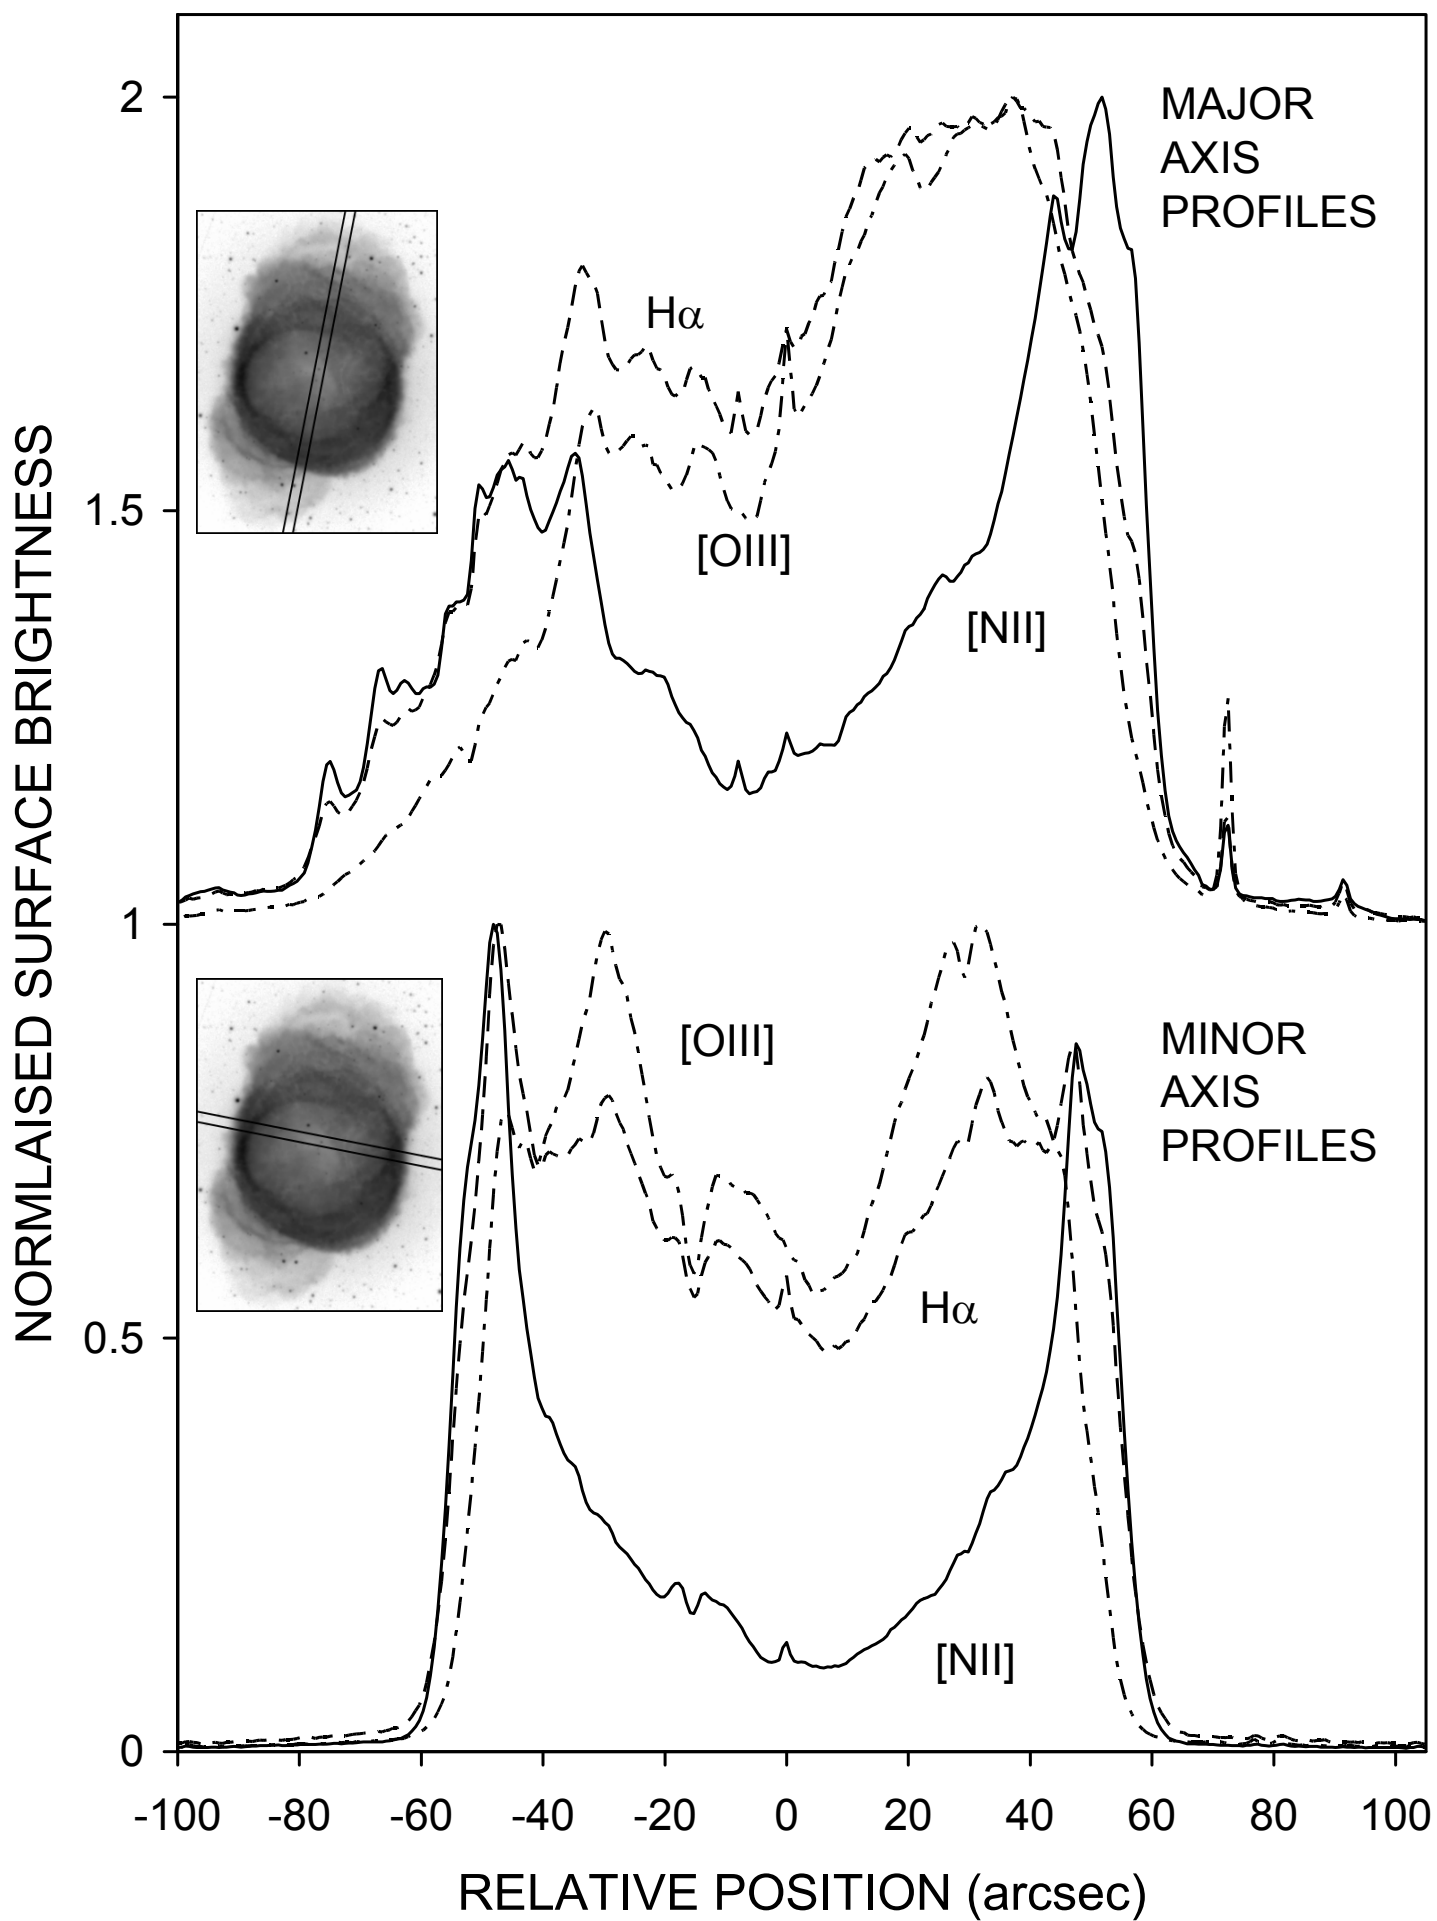 2
1.5
1
0.5
0
NORMLAISED SURFACE BRIGHTNESS
MAJOR
AXIS
PROFILES
Hα
[OIII]
[NII]
MINOR
AXIS
PROFILES
[OIII]
Hα
[NII]
-100 -80 -60 -40 -20 0 20 40 60 80 100
RELATIVE POSITION (arcsec)